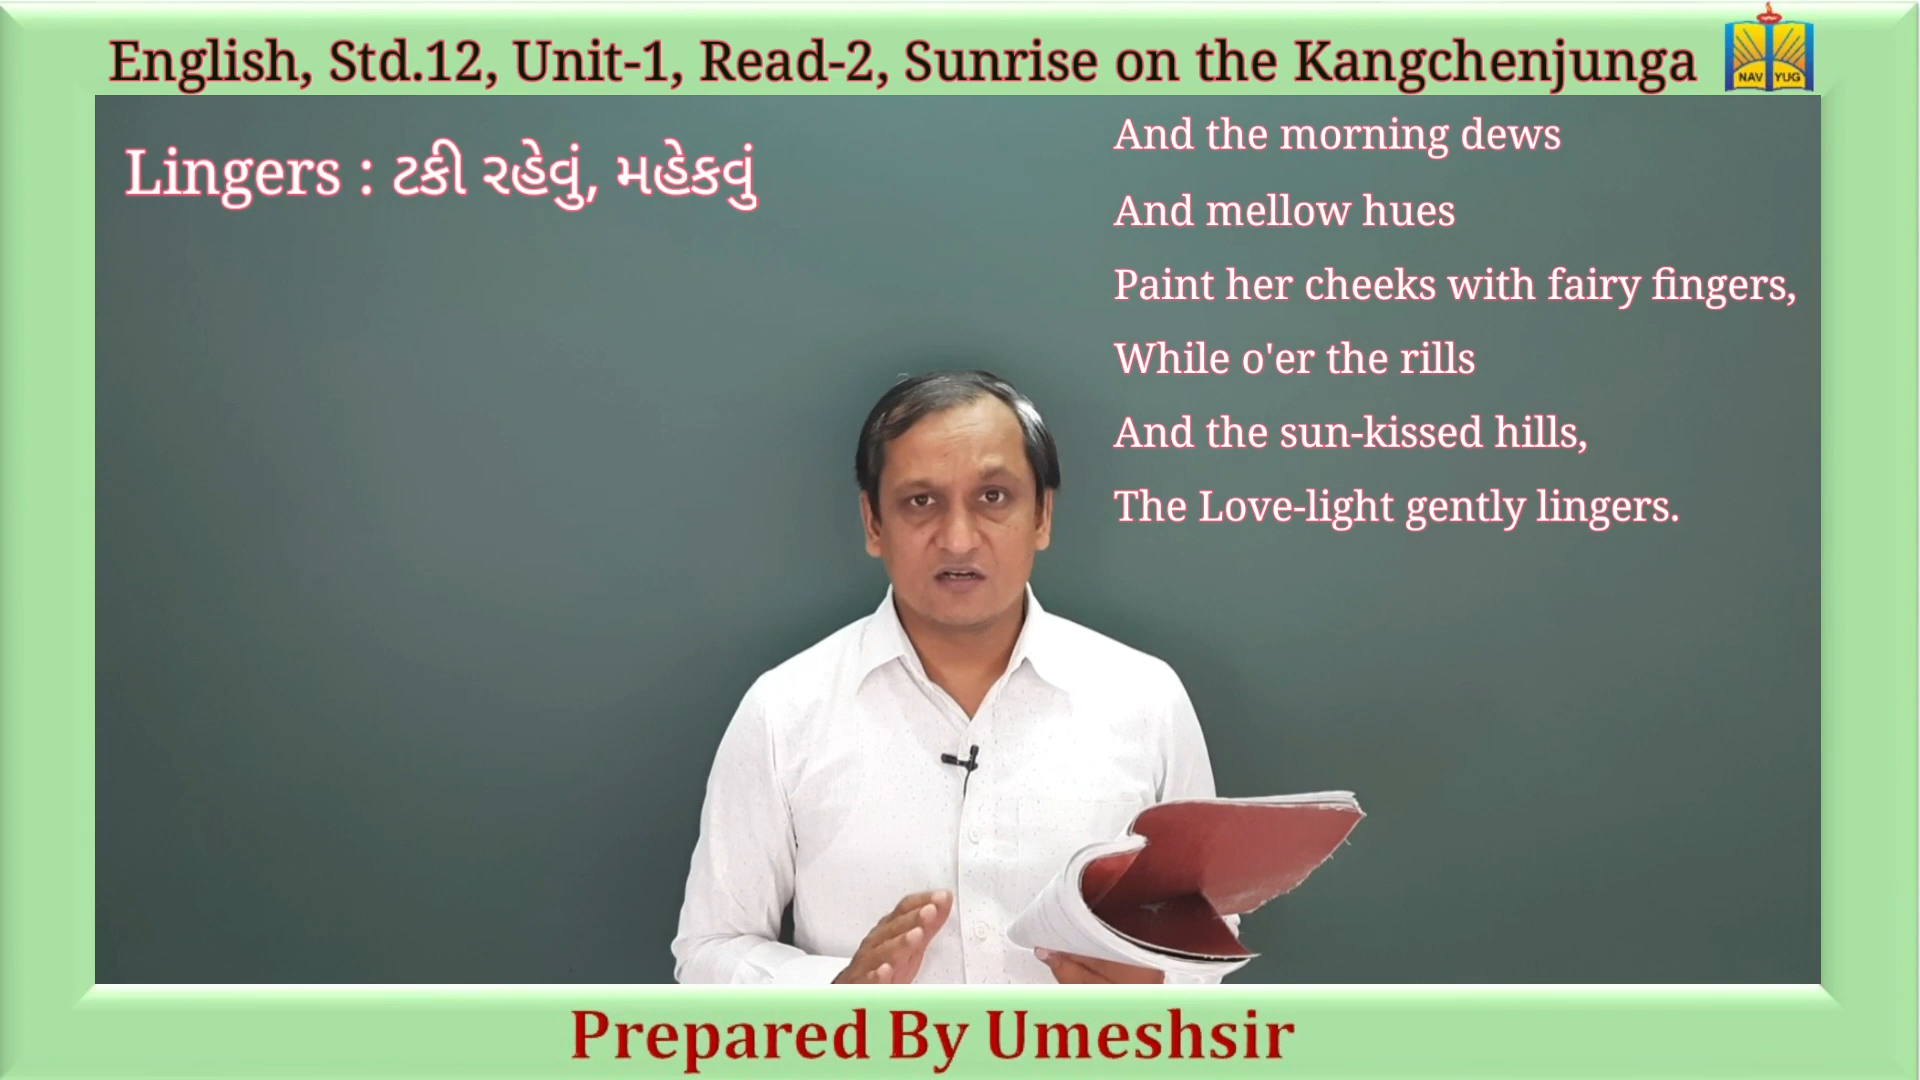 English, Std.12, Unit-1, Read-2, Sunrise on the Kangchenjunga
NAV YUG
Lingers : ટકી રહેવું, મહેકવું
And the morning dews
And mellow hues
Paint her cheeks with fairy fingers,
While o'er the rills
And the sun-kissed hills,
The Love-light gently lingers.
Prepared By Umeshsir